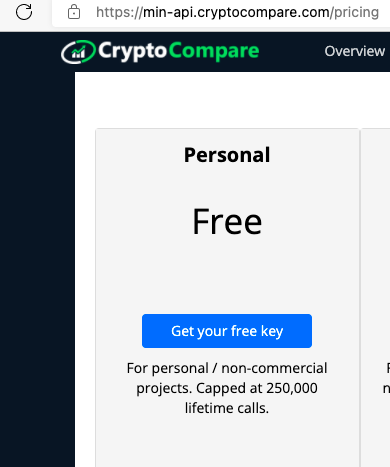 https://min-api.cryptocompare.com/pricing
CryptoCompare
Overview
Personal
Free
Get your free key
For personal / non-commercial
projects. Capped at 250,000
lifetime calls.